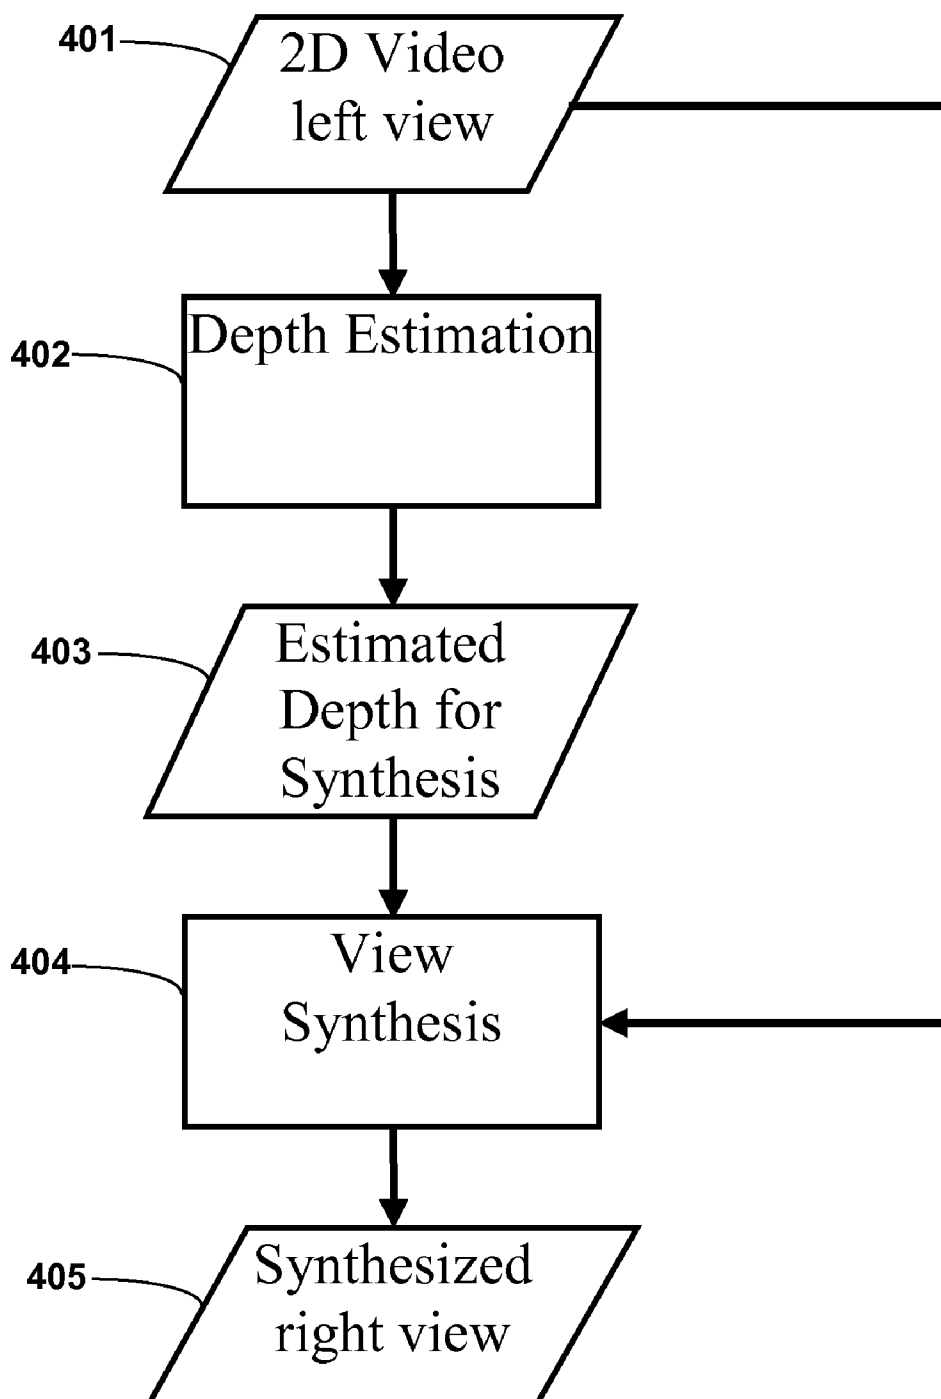 401
2D Video
left view
402
Depth Estimation
403
Estimated
Depth for
Synthesis
404
View
Synthesis
405
Synthesized
right view